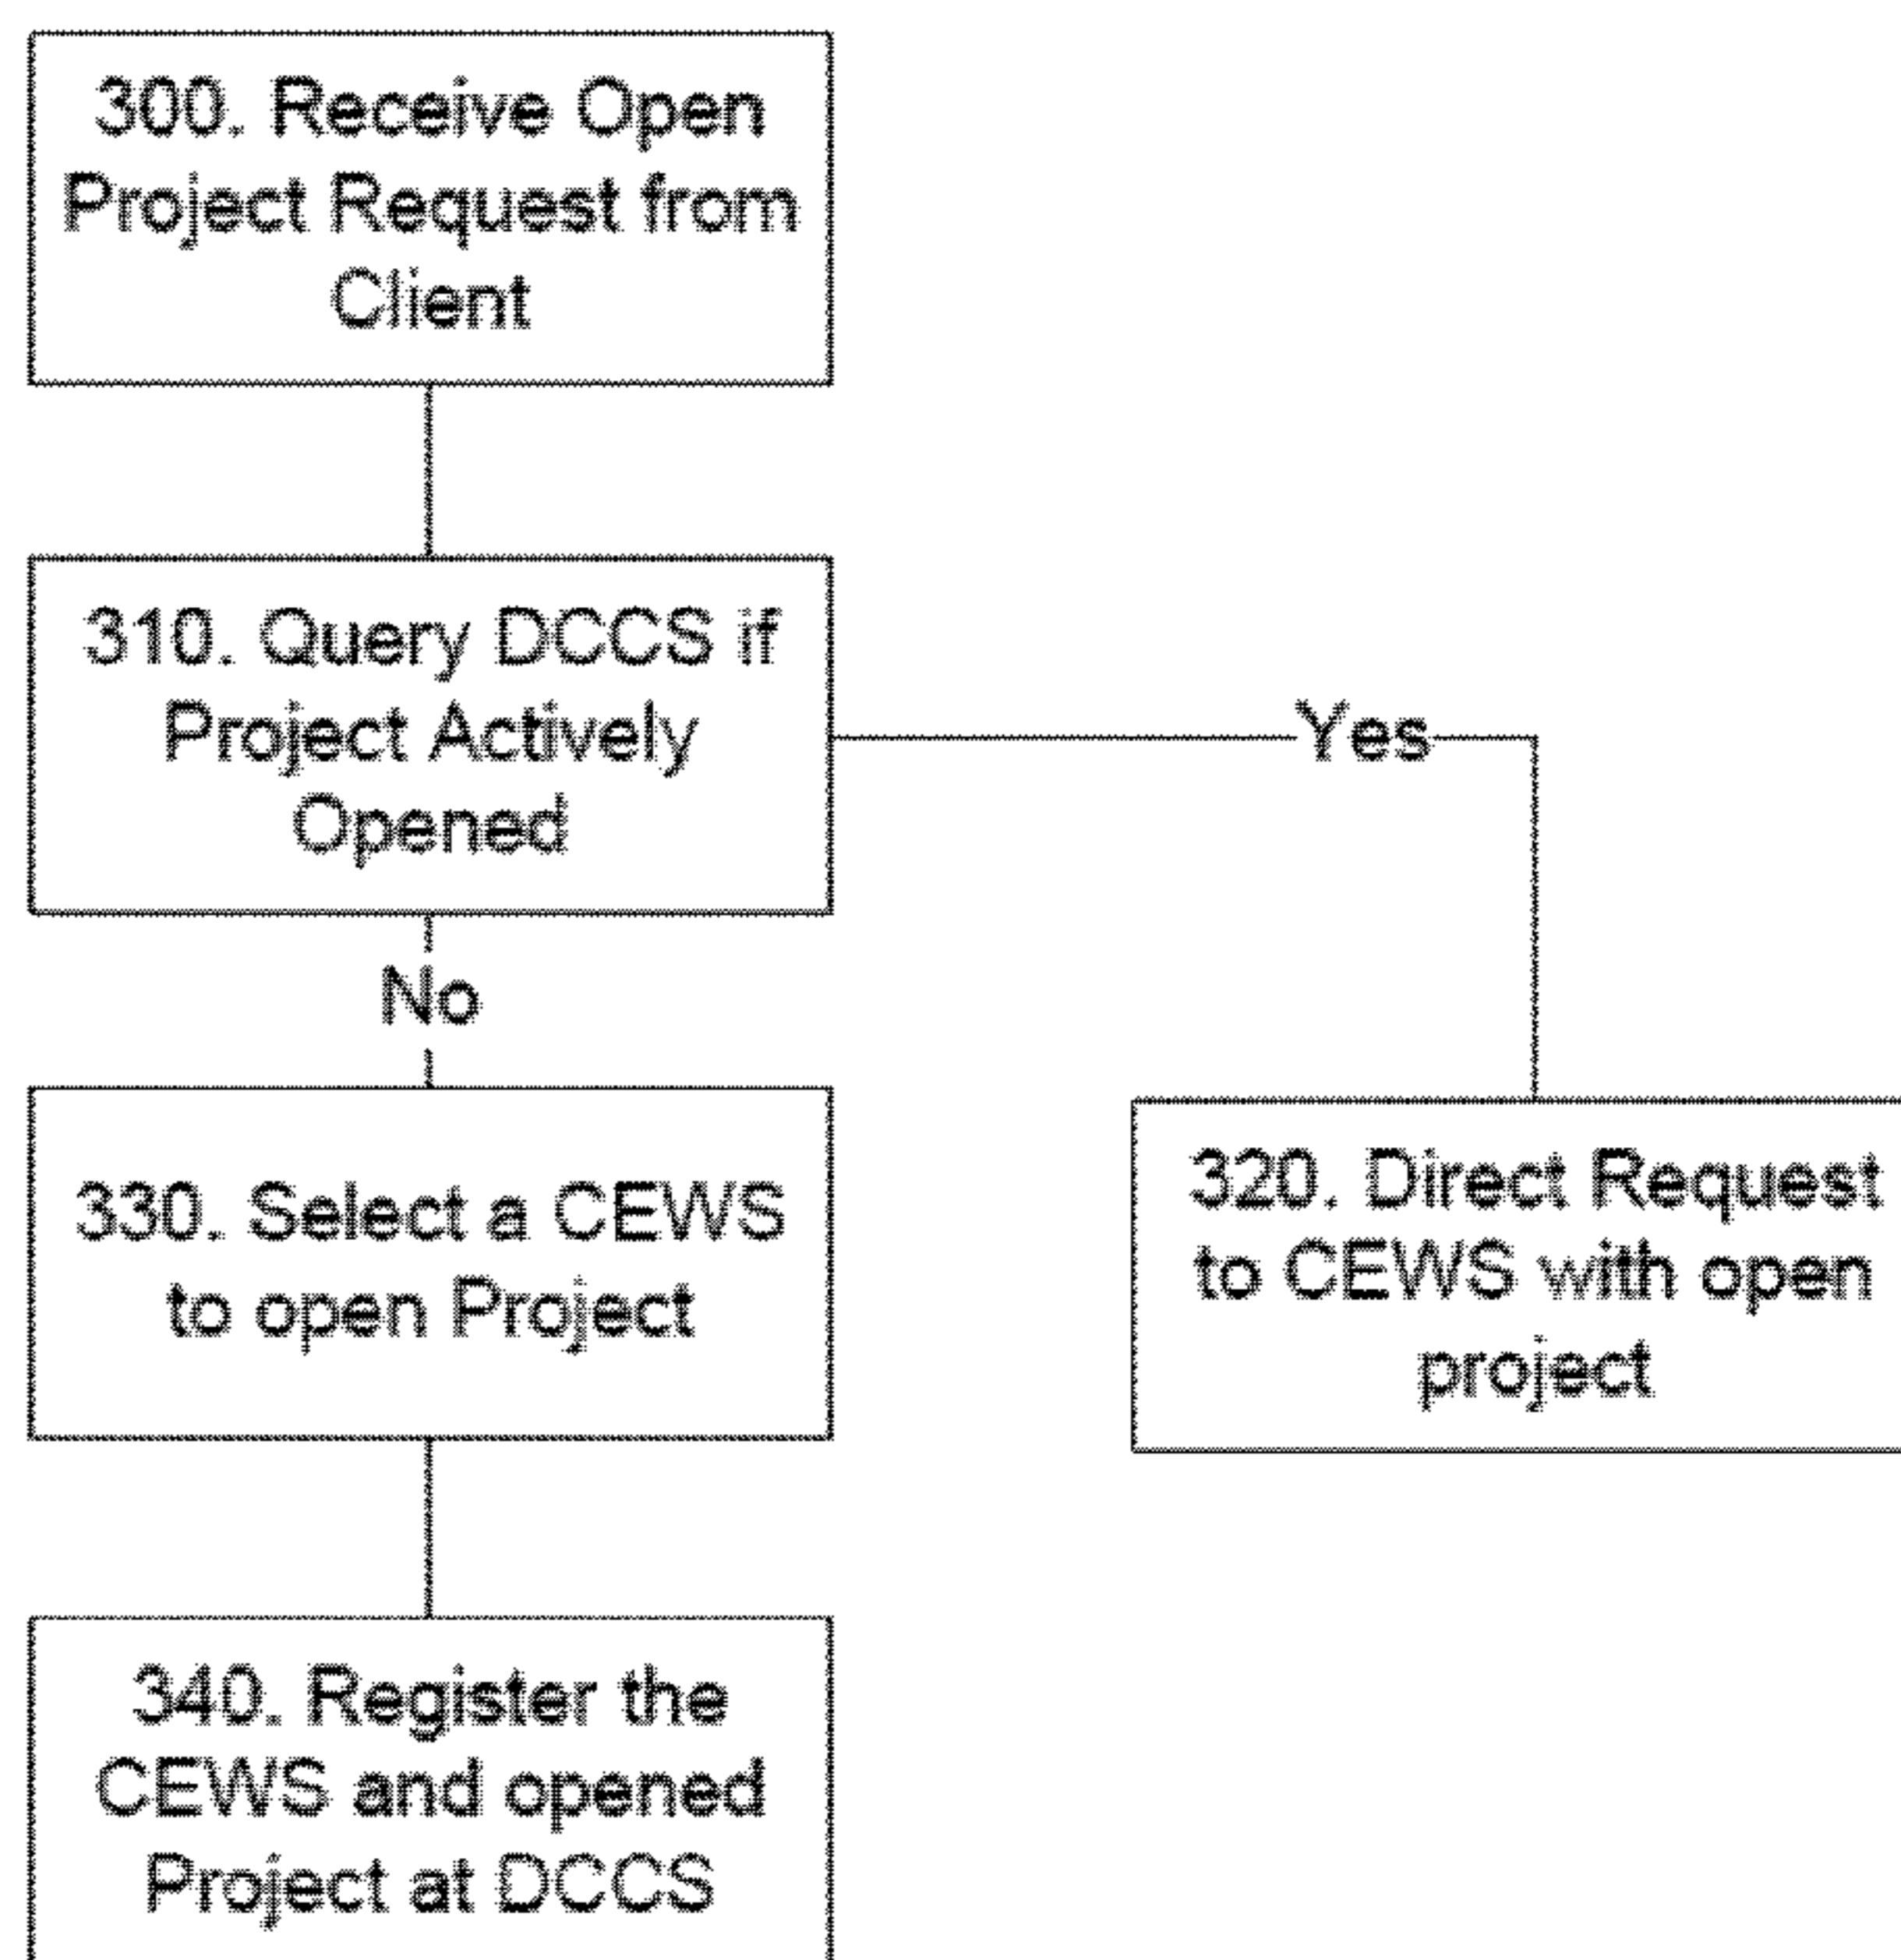 300. Receive Open
Project Request from
Client
310. Query DCCS if
Project Actively
Opened
Yes
No
330. Select a CEWS
to open Project
320. Direct Request
to CEWS with open
project
340. Register the
CEWS and opened
Project at DCCS